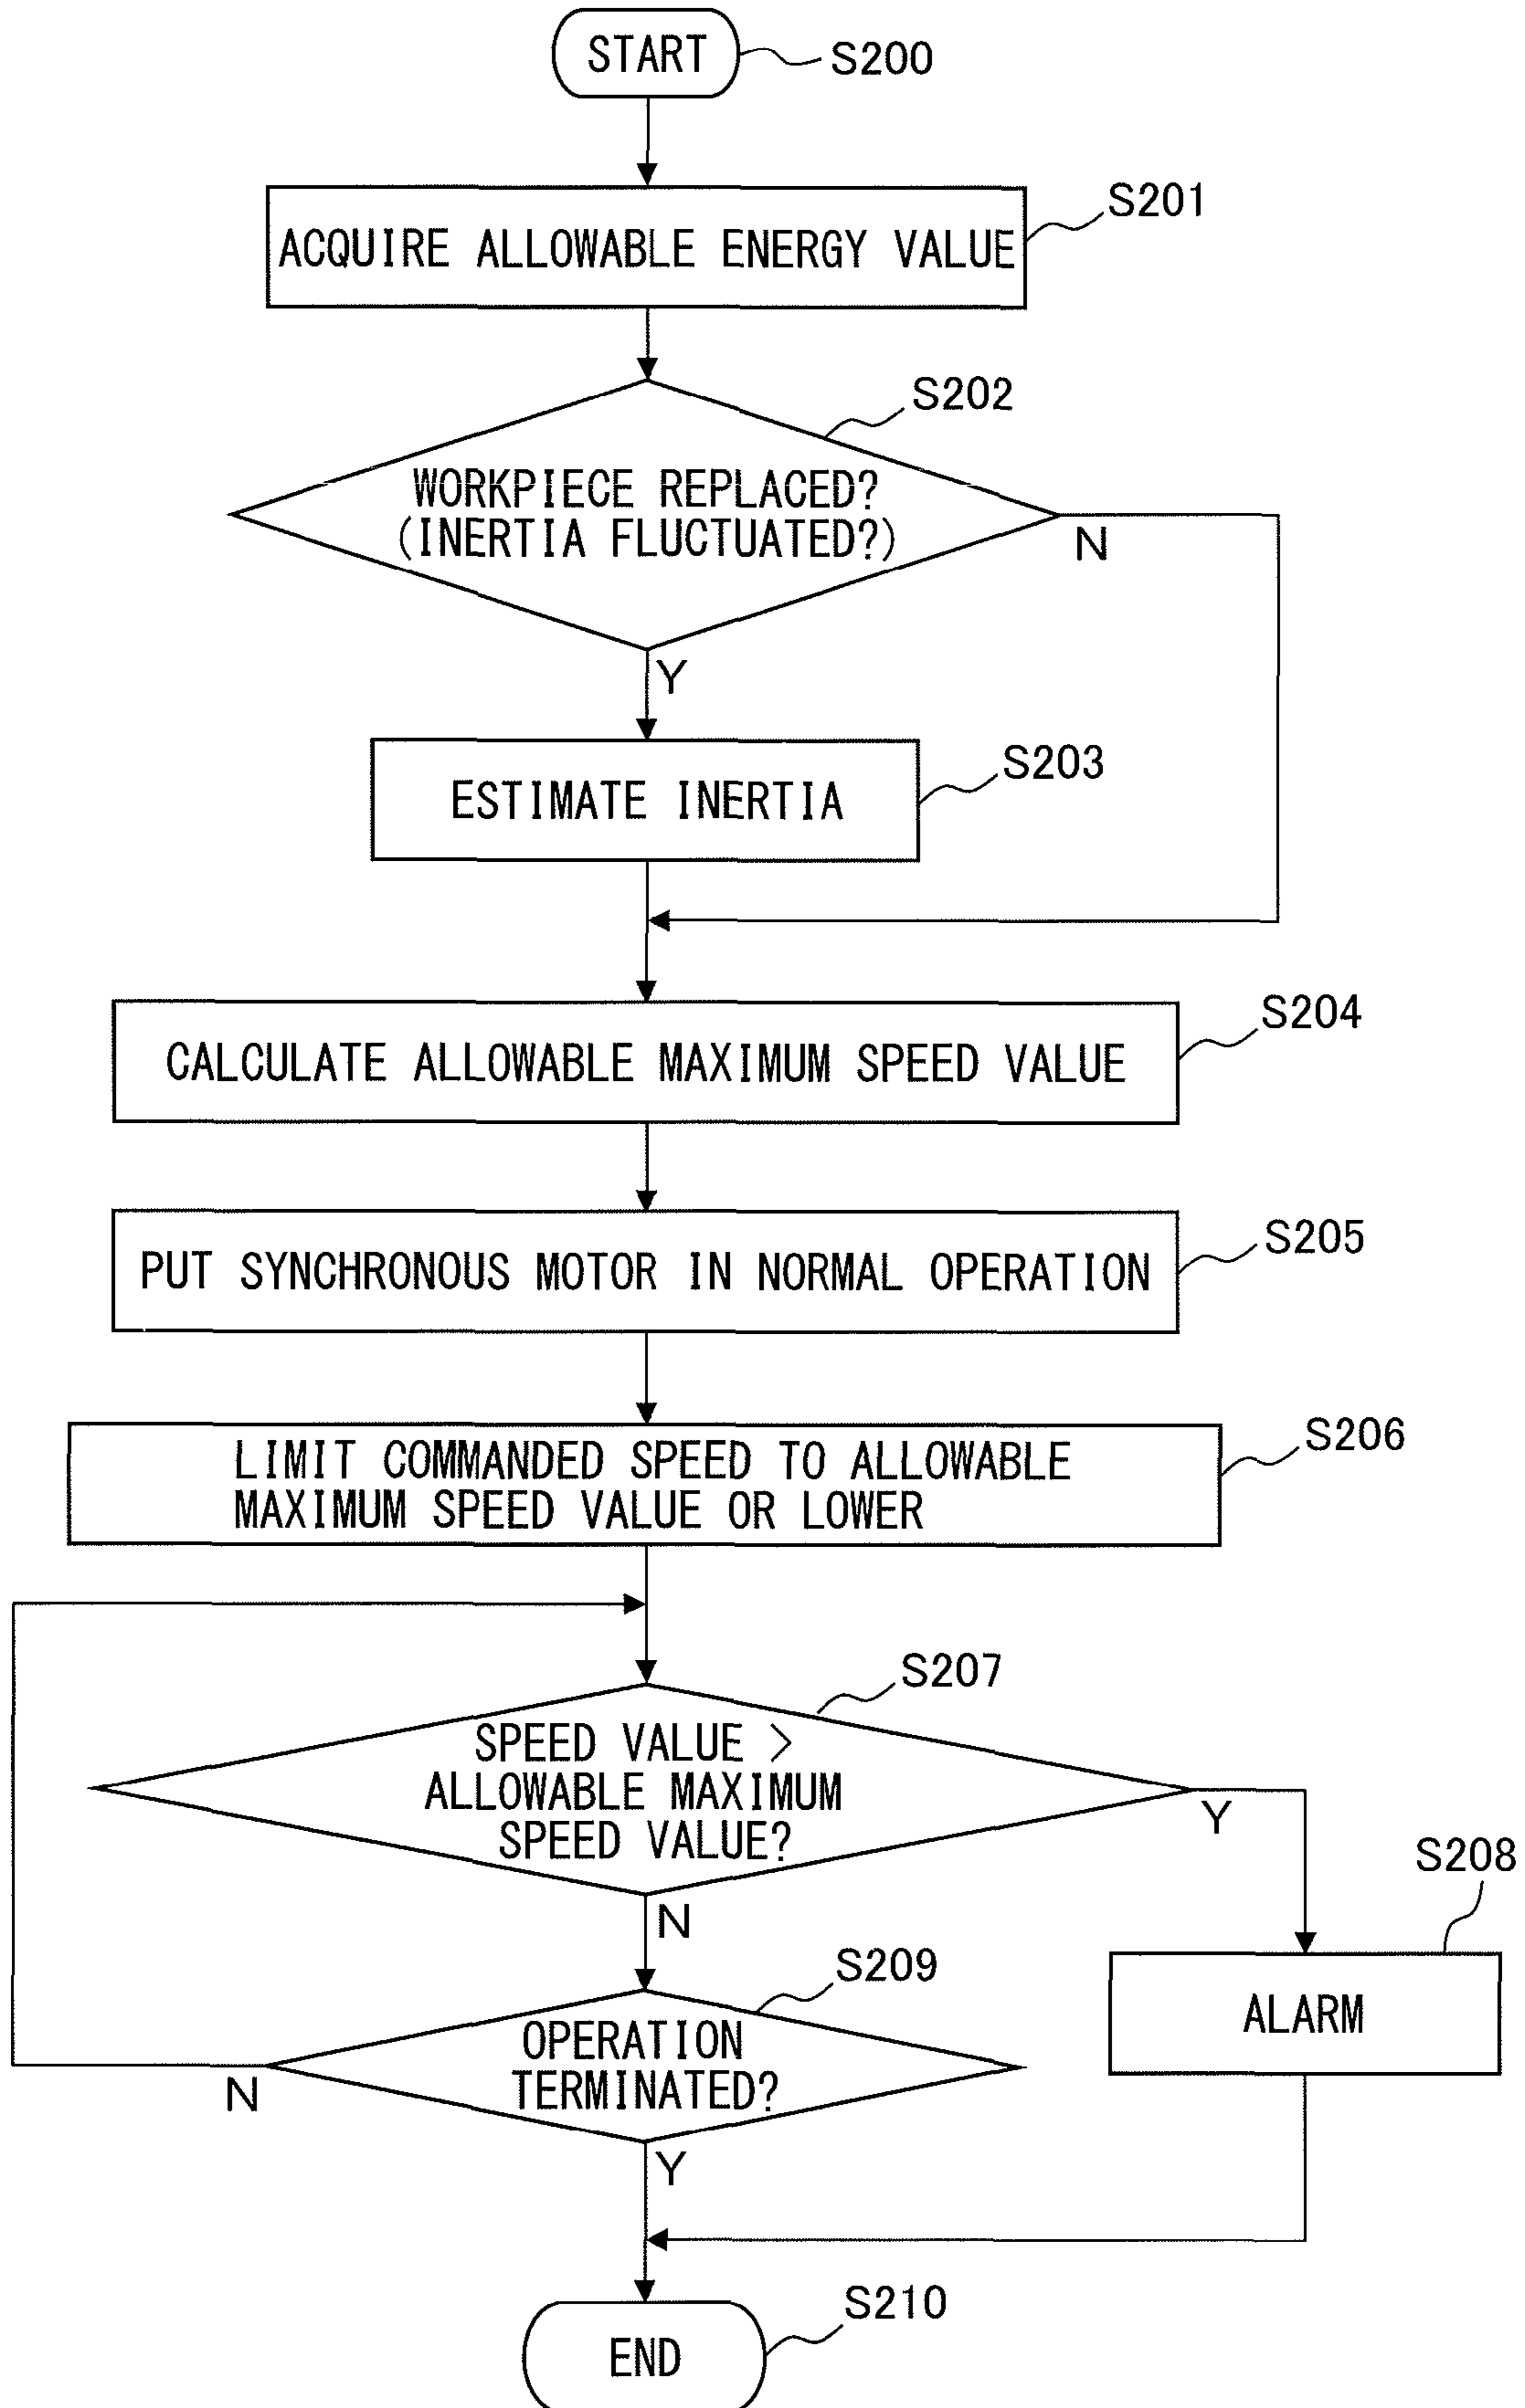 START
S200
S201
ACQUIRE ALLOWABLE ENERGY VALUE
S202
WORKPIECE REPLACED?
(INERTIA FLUCTUATED?)
N
Y
S203
ESTIMATE INERTIA
S204
CALCULATE ALLOWABLE MAXIMUM SPEED VALUE
S205
PUT SYNCHRONOUS MOTOR IN NORMAL OPERATION
S206
LIMIT COMMANDED SPEED TO ALLOWABLE
MAXIMUM SPEED VALUE OR LOWER
S207
SPEED VALUE >
ALLOWABLE MAXIMUM
SPEED VALUE?
Y
N
S208
ALARM
S209
OPERATION
TERMINATED?
N
Y
S210
END